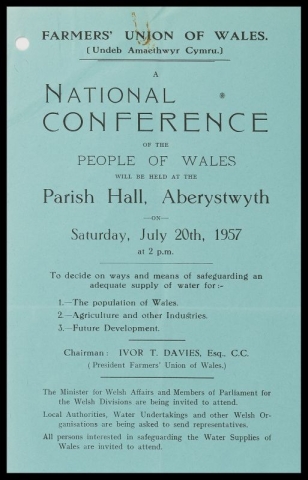 FARMERS' UNION OF WALES.
(Undeb Amaethwyr Cymru.)
A
NATIONAL
CONFERENCE
OF THE
PEOPLE OF WALES
WILL BE HELD AT THE
Parish Hall, Aberystwyth
—ON—
Saturday, July 20th, 1957
at 2 p.m.
To decide on ways and means of safeguarding an
adequate supply of water for:-
1.—The population of Wales.
2.—Agriculture and other Industries.
3.—Future Development.
Chairman: IVOR T. DAVIES, Esq., C.C.
(President Farmers' Union of Wales.)
The Minister for Welsh Affairs and Members of Parliament for
the Welsh Divisions are being invited to attend.
Local Authorities, Water Undertakings and other Welsh Or-
ganisations are being asked to send representatives.
All persons interested in safeguarding the Water Supplies of
Wales are invited to attend.